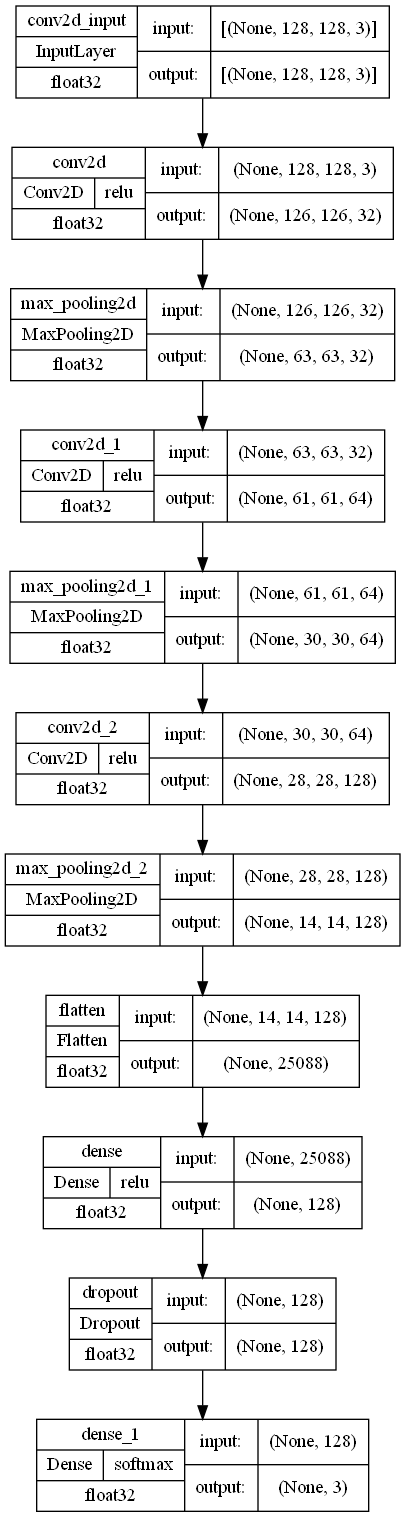 conv2d_input
InputLayer
float32
input:
[(None, 128, 128, 3)]
output:
[(None, 128, 128, 3)]
conv2d
Conv2D relu
float32
input:
(None, 128, 128, 3)
output:
(None, 126, 126, 32)
max_pooling2d
MaxPooling2D
float32
input:
(None, 126, 126, 32)
output:
(None, 63, 63, 32)
conv2d_1
Conv2D relu
float32
input:
(None, 63, 63, 32)
output:
(None, 61, 61, 64)
max_pooling2d_1
MaxPooling2D
float32
input:
(None, 61, 61, 64)
output:
(None, 30, 30, 64)
conv2d_2
Conv2D relu
float32
input:
(None, 30, 30, 64)
output:
(None, 28, 28, 128)
max_pooling2d_2
MaxPooling2D
float32
input:
(None, 28, 28, 128)
output:
(None, 14, 14, 128)
flatten
Flatten
float32
input:
(None, 14, 14, 128)
output:
(None, 25088)
dense
Dense relu
float32
input:
(None, 25088)
output:
(None, 128)
dropout
Dropout
float32
input:
(None, 128)
output:
(None, 128)
dense_1
Dense softmax
float32
input:
(None, 128)
output:
(None, 3)